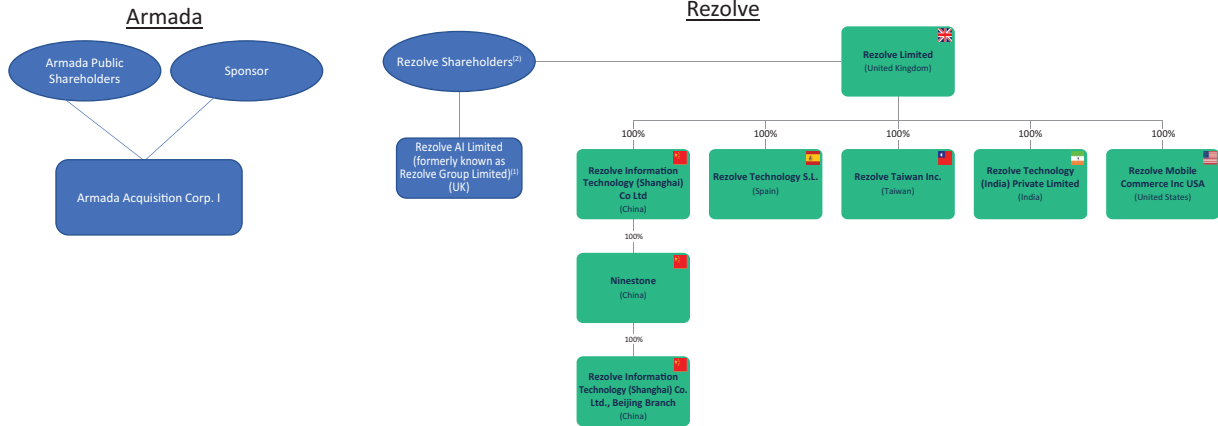 Armada
Rezolve
Armada Public
Shareholders
Sponsor
Armada Acquisition Corp. I
Rezolve Shareholders(2)
Rezolve AI Limited
(formerly known as
Rezolve Group Limited)(1)
(UK)
Rezolve Limited
(United Kingdom)
100%
100%
100%
100%
100%
Rezolve Information
Technology (Shanghai)
Co Ltd
(China)
Rezolve Technology S.L.
(Spain)
Rezolve Taiwan Inc.
(Taiwan)
Rezolve Technology
(India) Private Limited
(India)
Rezolve Mobile
Commerce Inc USA
(United States)
100%
Ninestone
(China)
100%
Rezolve Information
Technology (Shanghai) Co.
Ltd., Beijing Branch
(China)